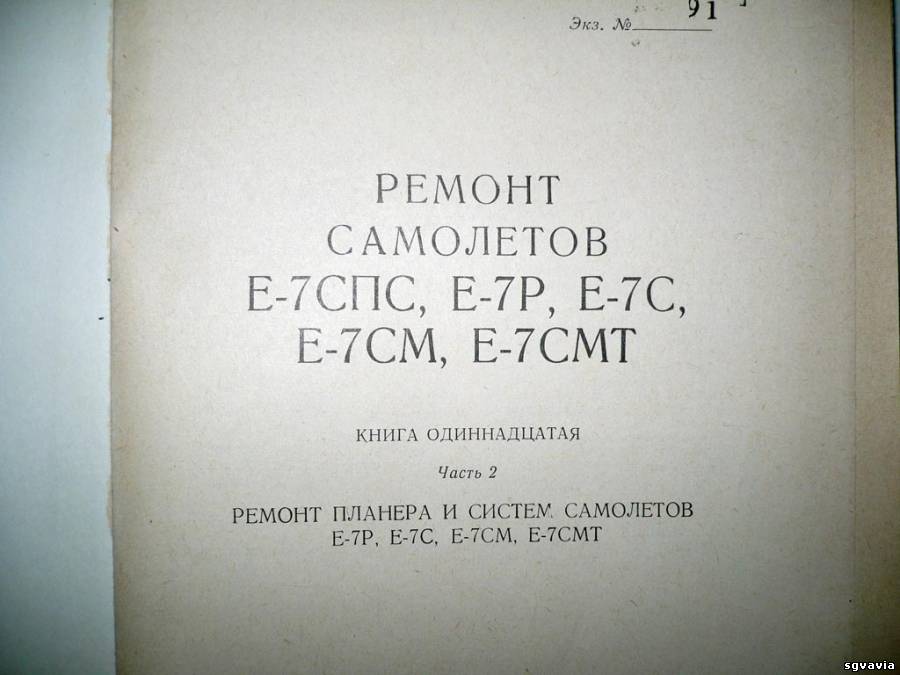 Экз. № 91
РЕМОНТ
САМОЛЕТОВ
Е-7СПС, Е-7Р, Е-7С,
Е-7СМ, Е-7СМТ
КНИГА ОДИННАДЦАТАЯ
Часть 2
РЕМОНТ ПЛАНЕРА И СИСТЕМ САМОЛЕТОВ
Е-7Р, Е-7С, Е-7СМ, Е-7СМТ
sgvavia